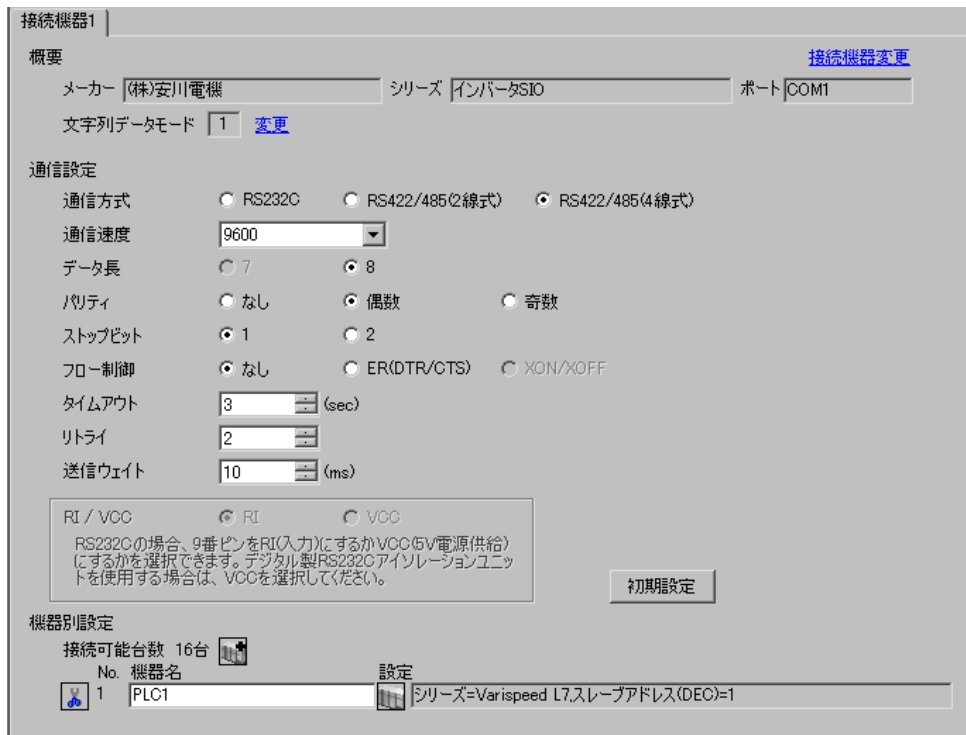 接続機器1
概要 接続機器変更
メーカー (株)安川電機 シリーズ インバータSIO ポート COM1
文字列データモード 1 変更
通信設定
通信方式 RS232C RS422/485(2線式) RS422/485(4線式)
通信速度 9600
データ長 7 8
パリティ なし 偶数 奇数
ストップビット 1 2
フロー制御 なし ER(DTR/CTS) XON/XOFF
タイムアウト 3 (sec)
リトライ 2
送信ウェイト 10 (ms)
RI / VCC RI VCC
RS232Cの場合、9番ピンをRI(入力)にするかVCC(5V電源供給)
にするかを選択できます。デジタル製RS232Cアイソレーションユニッ
トを使用する場合は、VCCを選択してください。
初期設定
機器別設定
接続可能台数 16台
No. 機器名 設定
1 PLC1 シリーズ=Varispeed L7,スレーブアドレス(DEC)=1